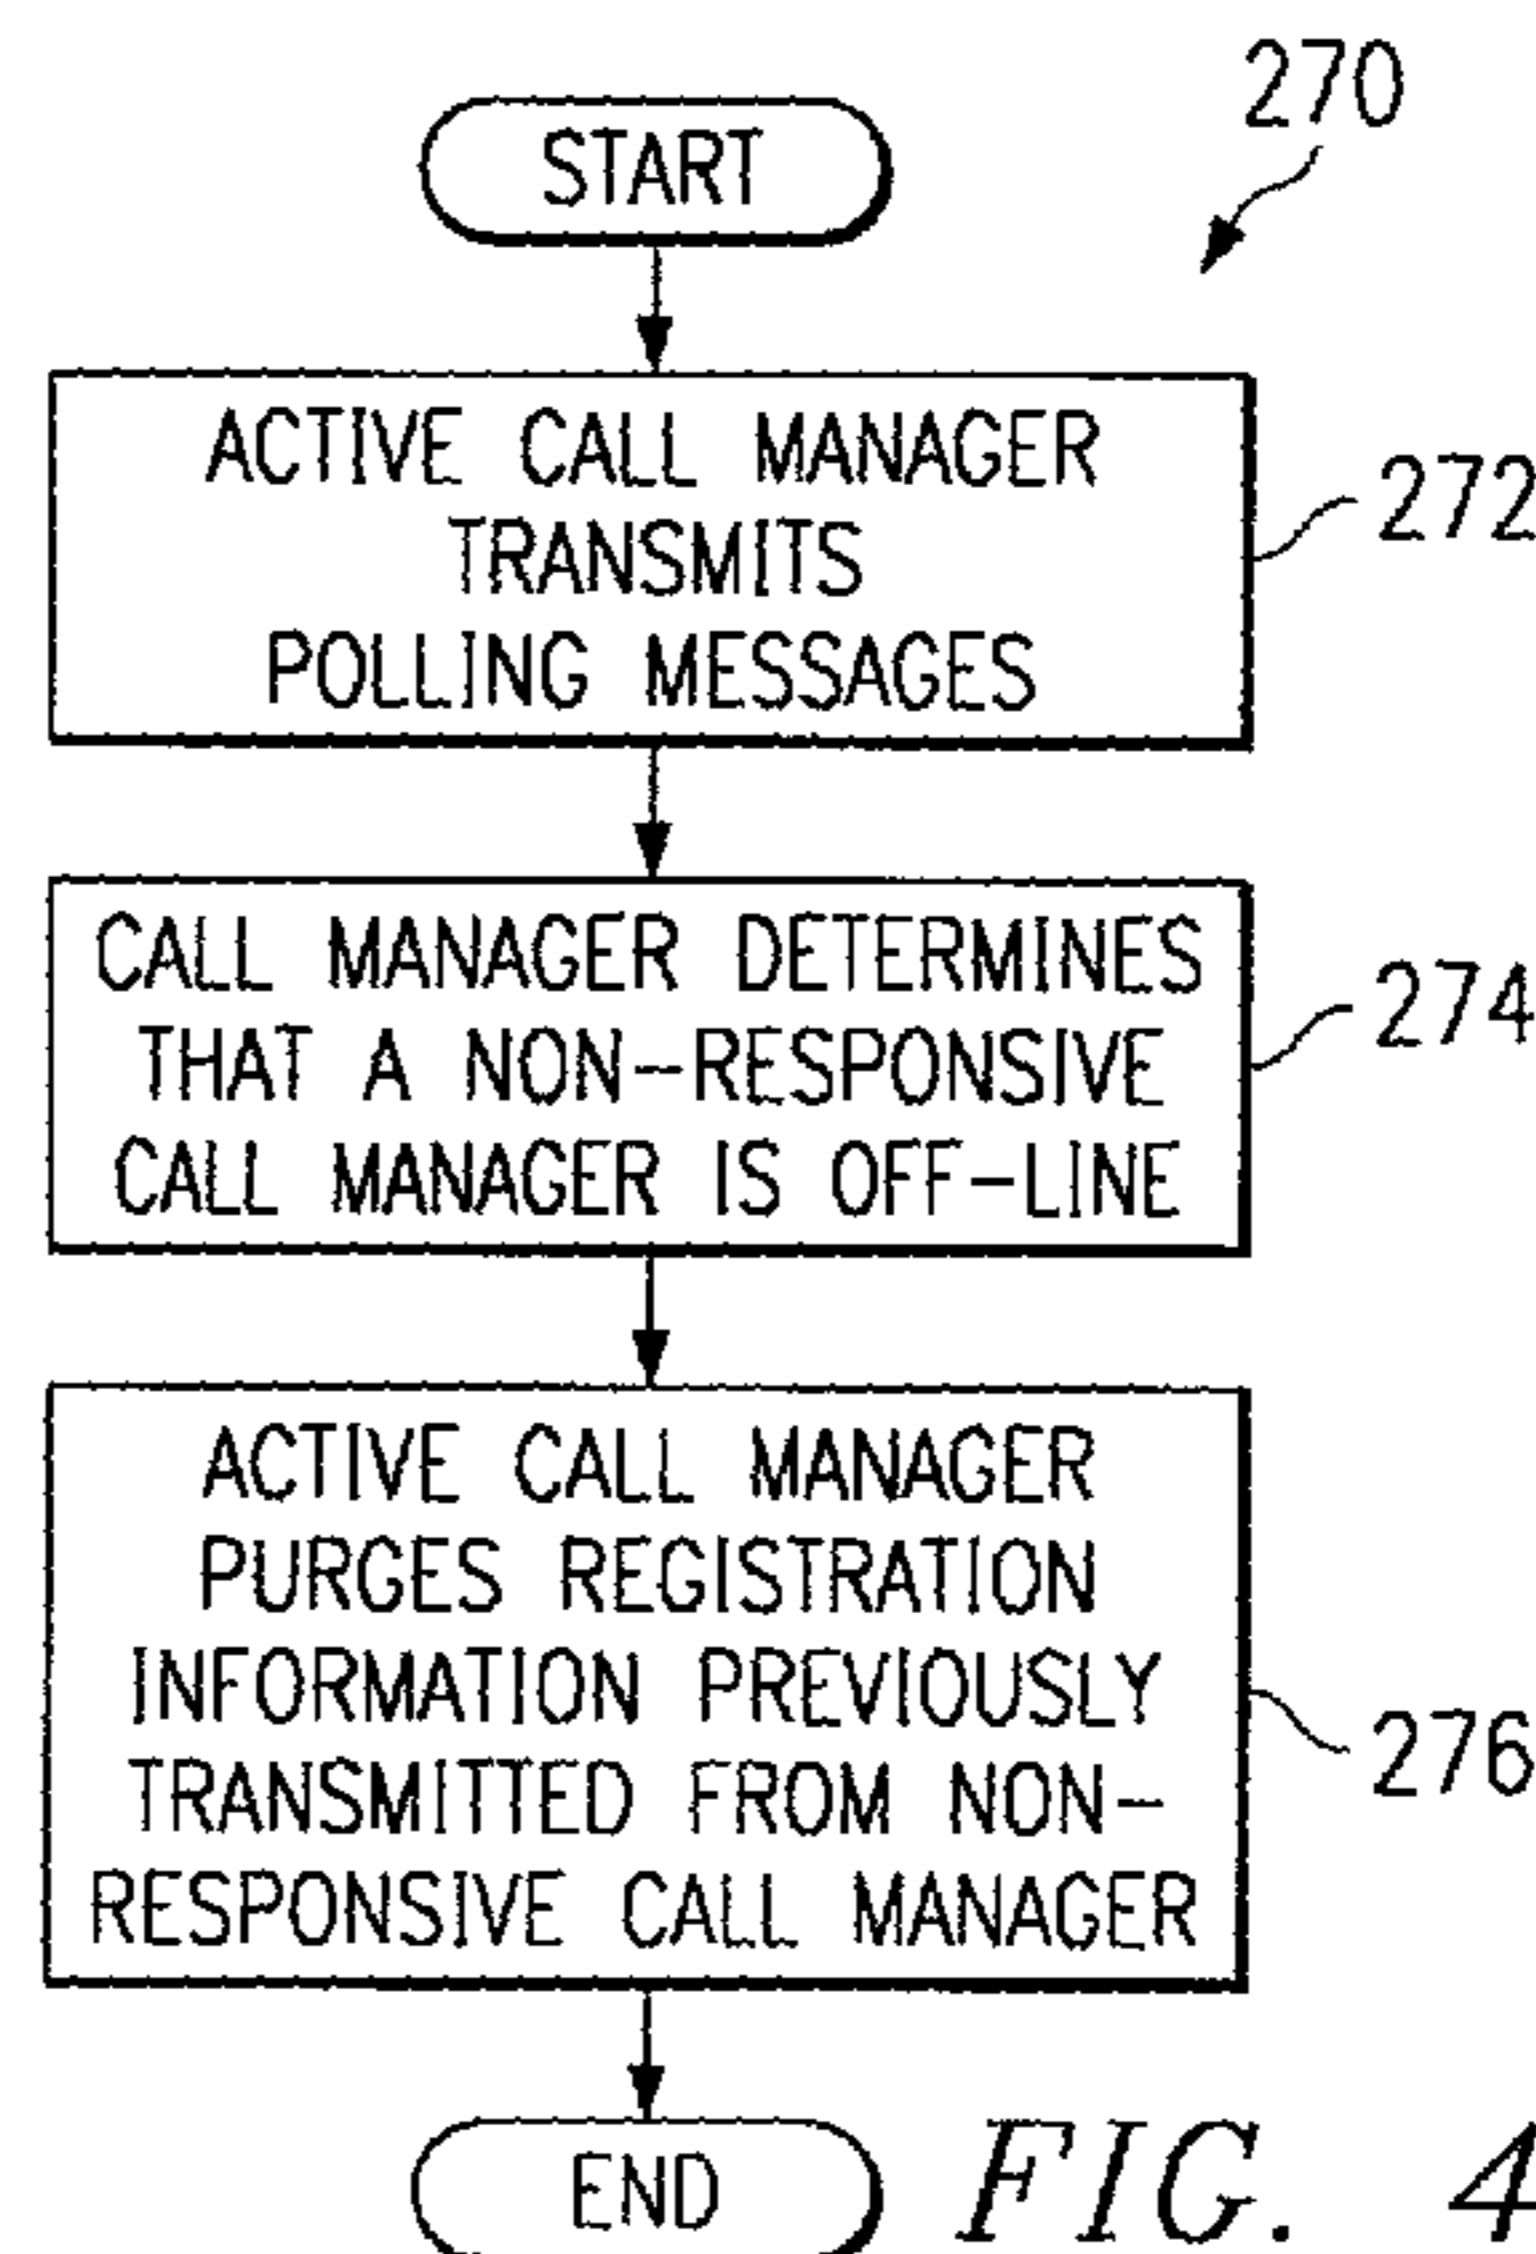 270
START
ACTIVE CALL MANAGER
TRANSMITS
POLLING MESSAGES
272
CALL MANAGER DETERMINES
THAT A NON-RESPONSIVE
CALL MANAGER IS OFF-LINE
274
ACTIVE CALL MANAGER
PURGES REGISTRATION
INFORMATION PREVIOUSLY
TRANSMITTED FROM NON-
RESPONSIVE CALL MANAGER
276
END
FIG. 4